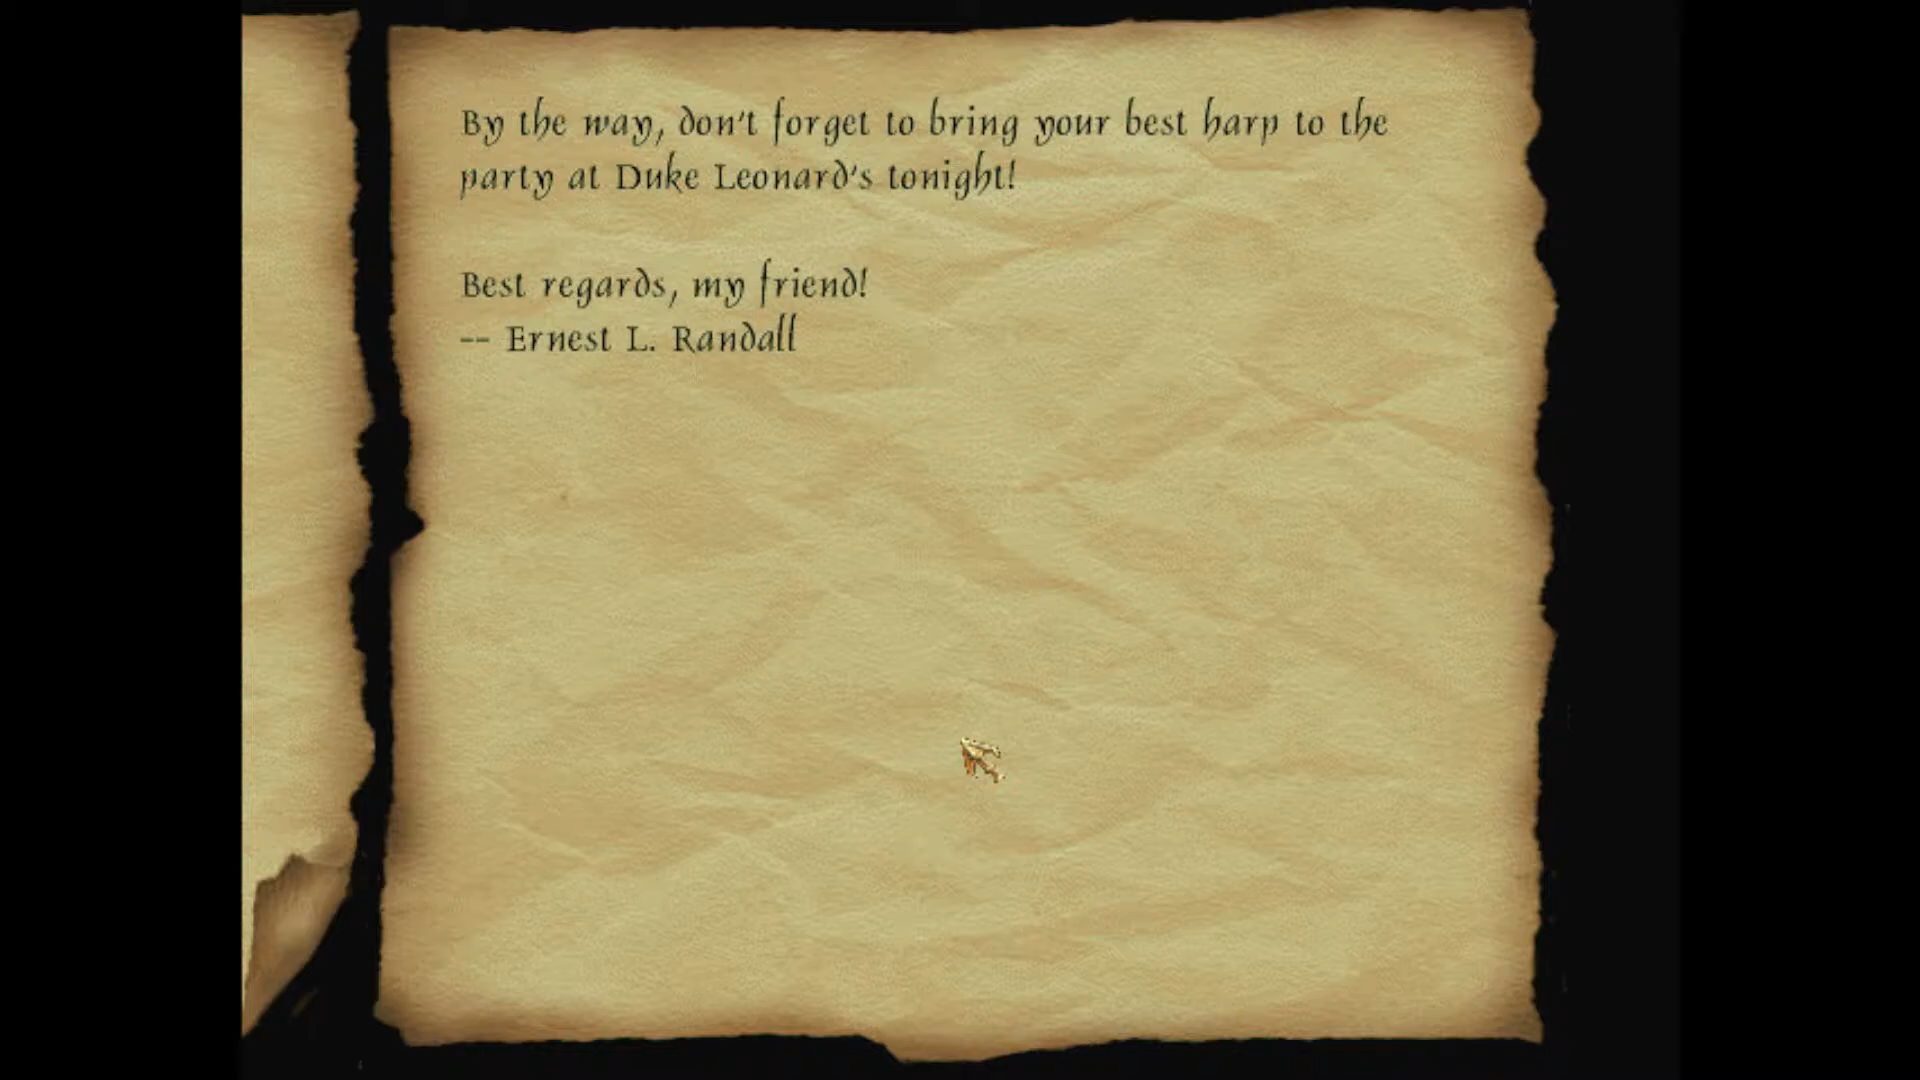 By the way, don't forget to bring your best harp to the
party at Duke Leonard's tonight!
Best regards, my friend!
-- Ernest L. Randall